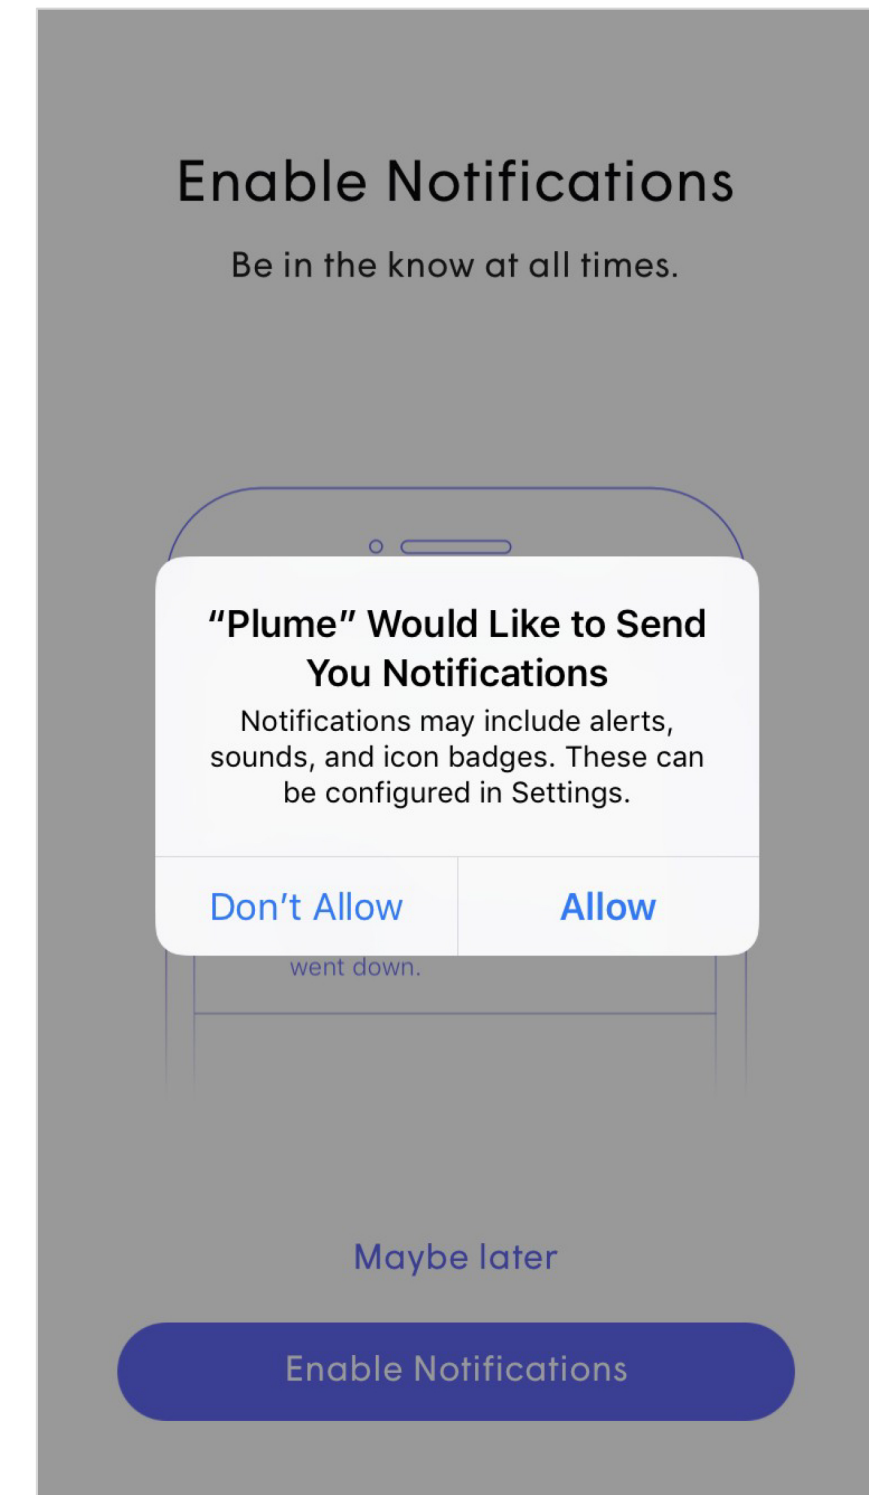 Enable Notifications
Be in the know at all times.
“Plume” Would Like to Send
You Notifications
Notifications may include alerts,
sounds, and icon badges. These can
be configured in Settings.
Don’t Allow
Allow
went down.
Maybe later
Enable Notifications